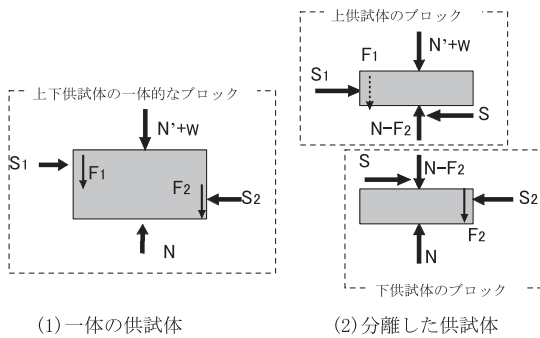 上下供試体の一体的なブロック
N'+w
S1
F1
F2
S2
N
(1)一体の供試体
上供試体のブロック
N'+w
F1
S1
S
N−F2
S
N−F2
S2
F2
N
下供試体のブロック
(2)分離した供試体